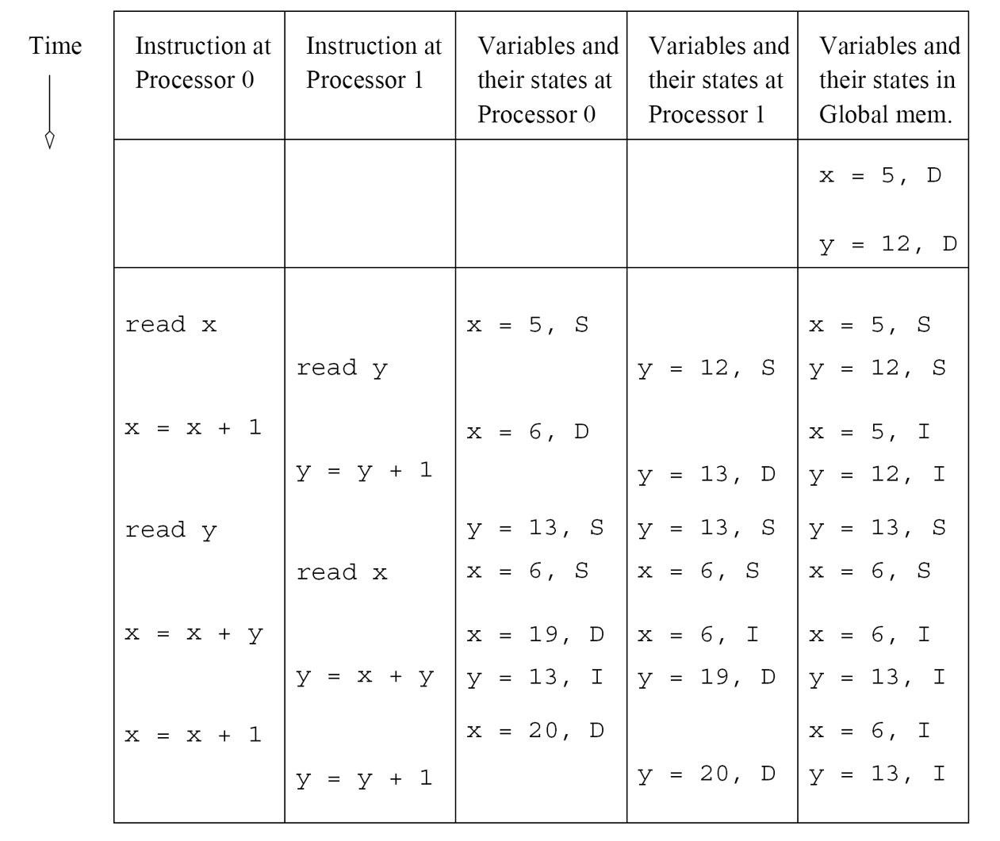 Time
Instruction at
Processor 0
Instruction at
Processor 1
Variables and
their states at
Processor 0
Variables and
their states at
Processor 1
Variables and
their states in
Global mem.
x = 5, D
y = 12, D
read x x = 5, S x = 5, S
read y y = 12, S y = 12, S
x = x + 1 x = 6, D x = 5, I
y = y + 1 y = 13, D y = 12, I
read y y = 13, S y = 13, S y = 13, S
read x x = 6, S x = 6, S x = 6, S
x = x + y x = 19, D x = 6, I x = 6, I
y = x + y y = 13, I y = 19, D y = 13, I
x = x + 1 x = 20, D x = 6, I
y = y + 1 y = 20, D y = 13, I